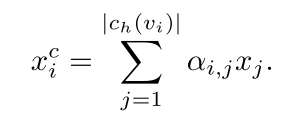 $x_i^c = \sum_{j=1}^{|c_h(v_i)|} \alpha_{i,j} x_j.$